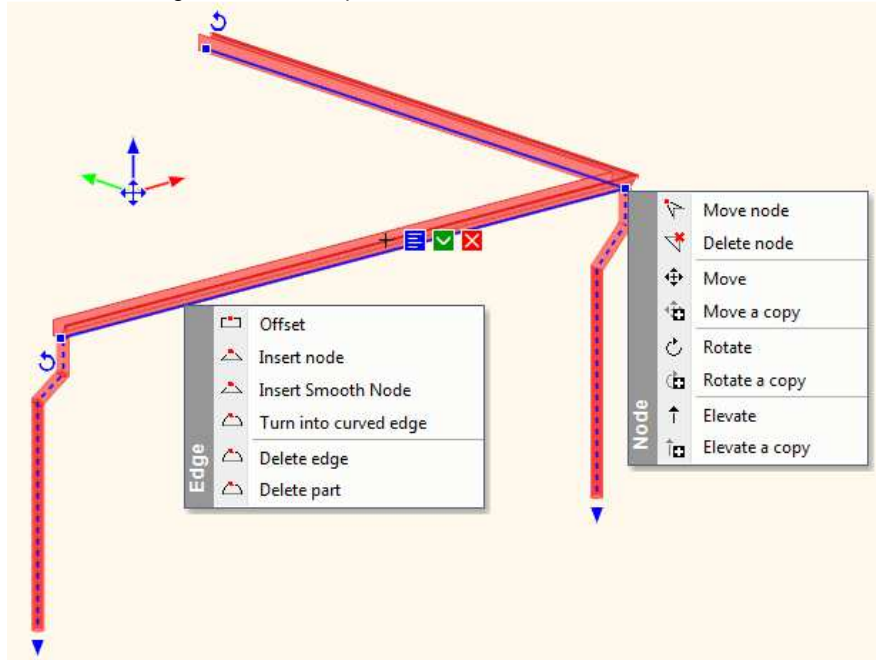 Move node
Delete node
Move
Move a copy
Rotate
Rotate a copy
Elevate
Elevate a copy
Node
Offset
Insert node
Insert Smooth Node
Turn into curved edge
Delete edge
Delete part
Edge